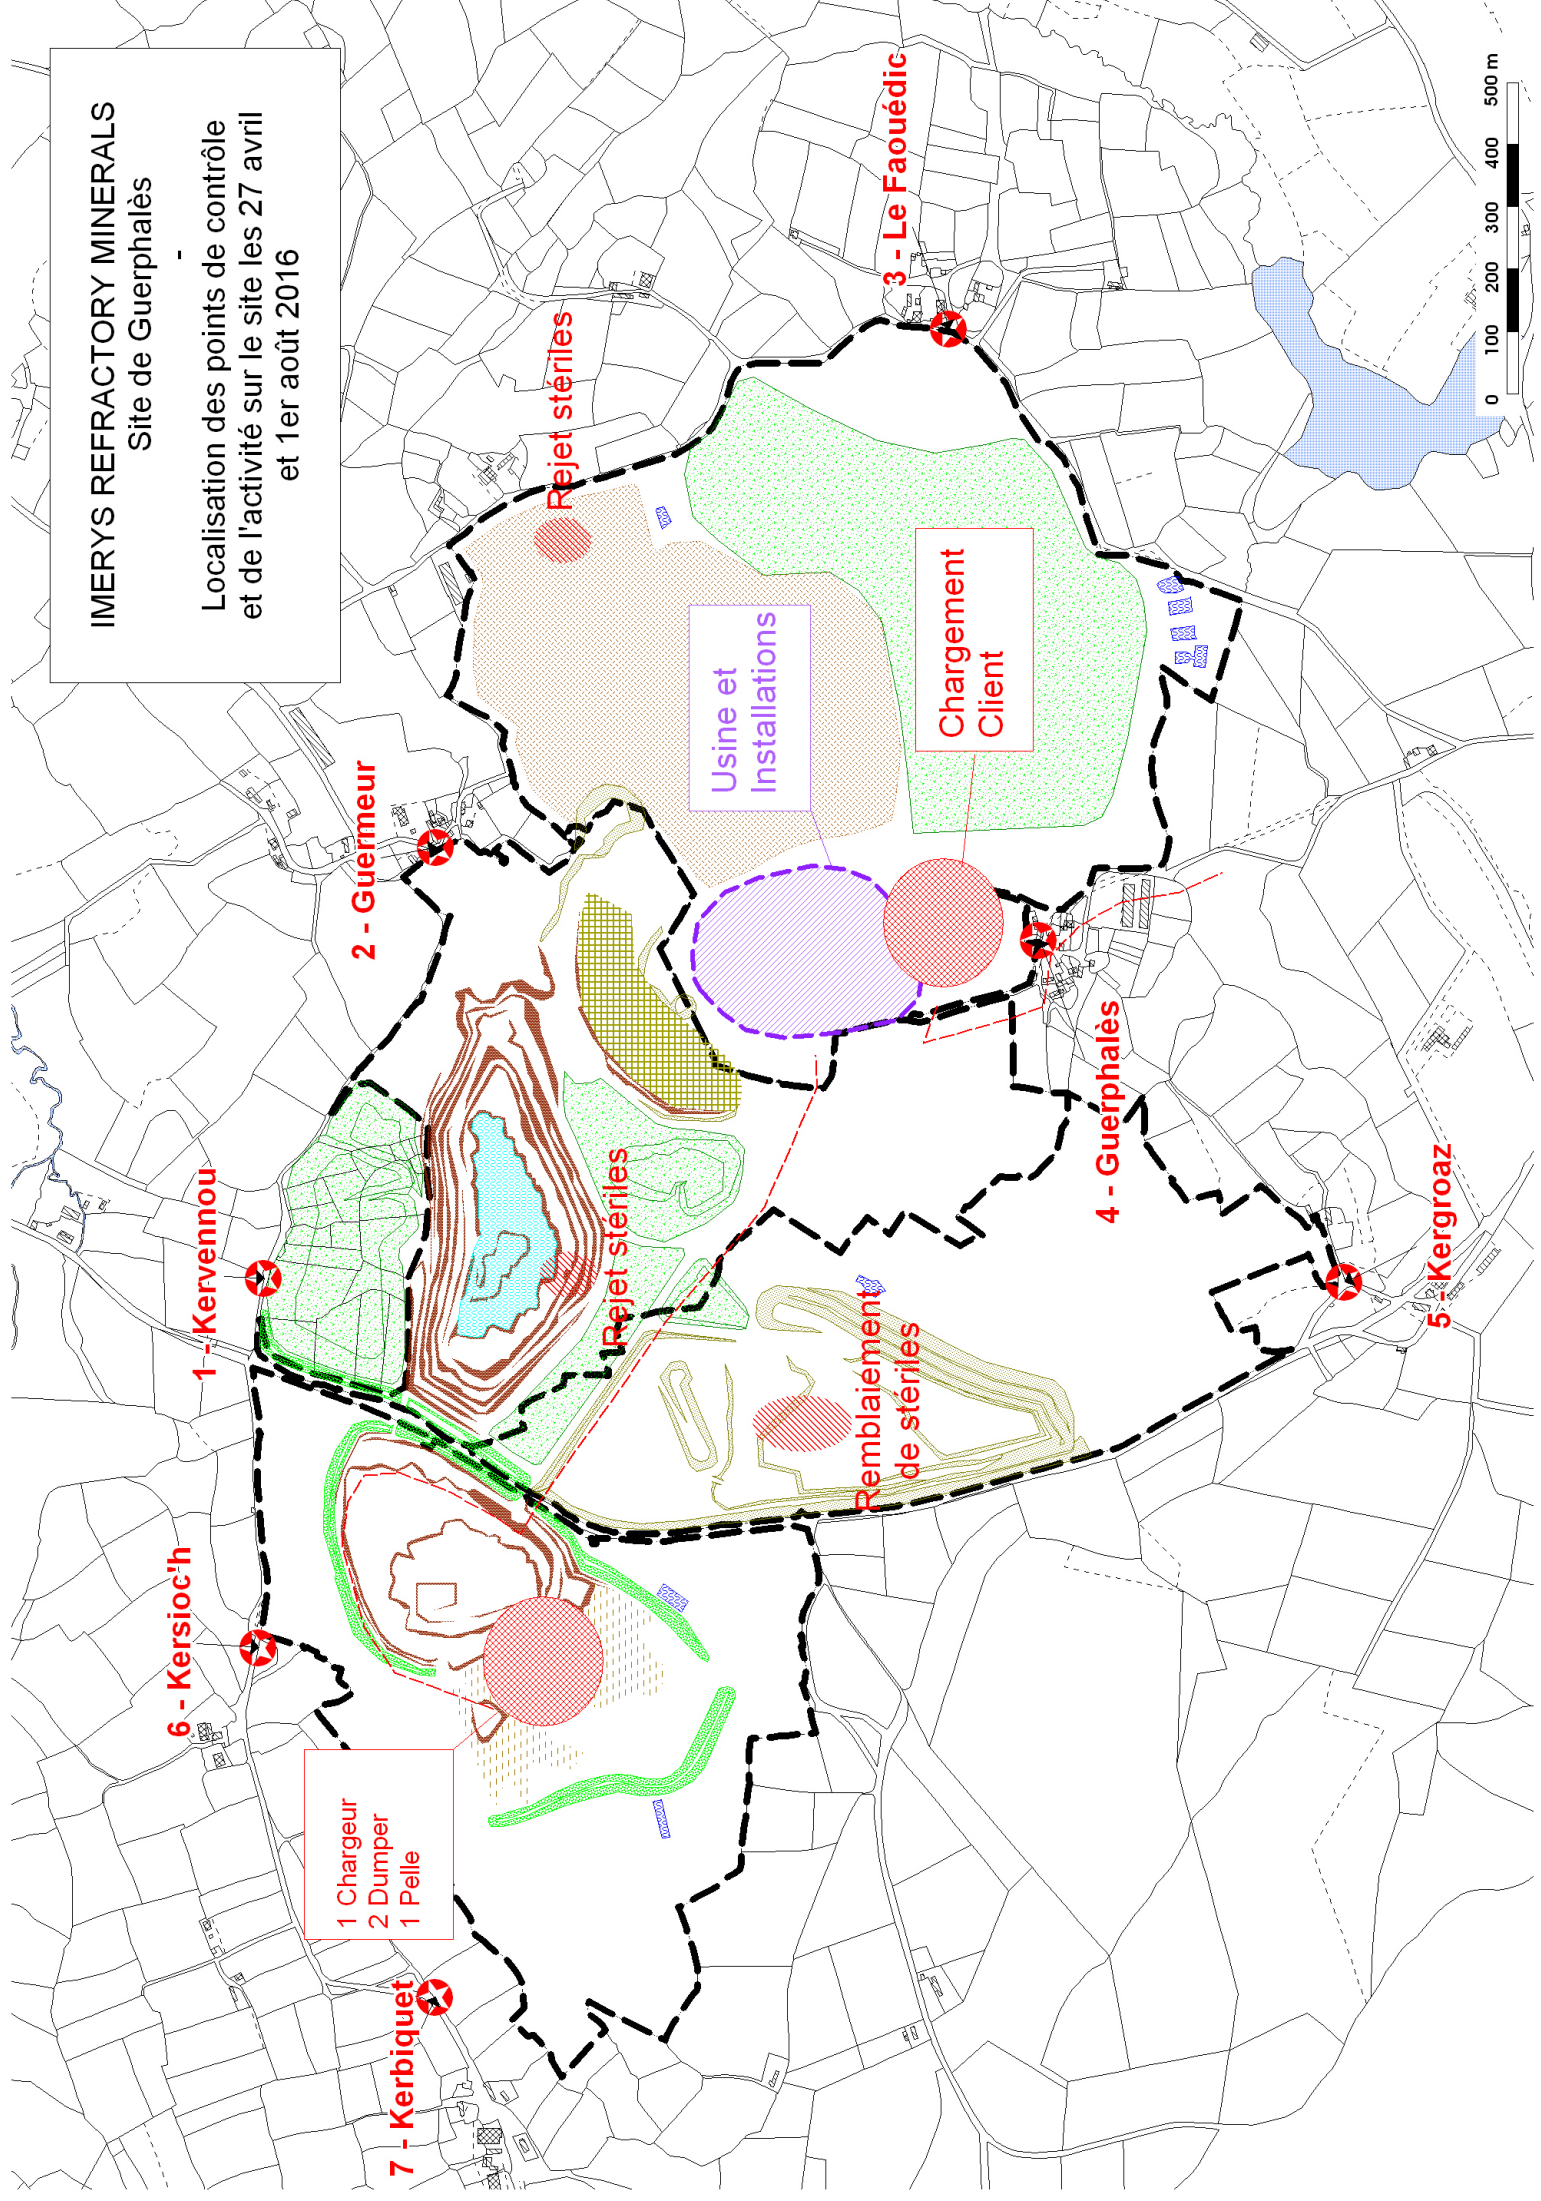 IMERYS REFRACTORY MINERALS
Site de Guerphalès
-
Localisation des points de contrôle
et de l'activité sur le site les 27 avril
et 1er août 2016
7 - Kerbiquet
6 - Kersioc'h
1 - Kervennou
2 - Guermeur
3 - Le Faouédic
4 - Guerphalès
5 - Kergroaz
1 Chargeur
2 Dumper
1 Pelle
Rejet stériles
Rejet stériles
Remblaiement
de stériles
Usine et
Installations
Chargement
Client
0 100 200 300 400 500 m